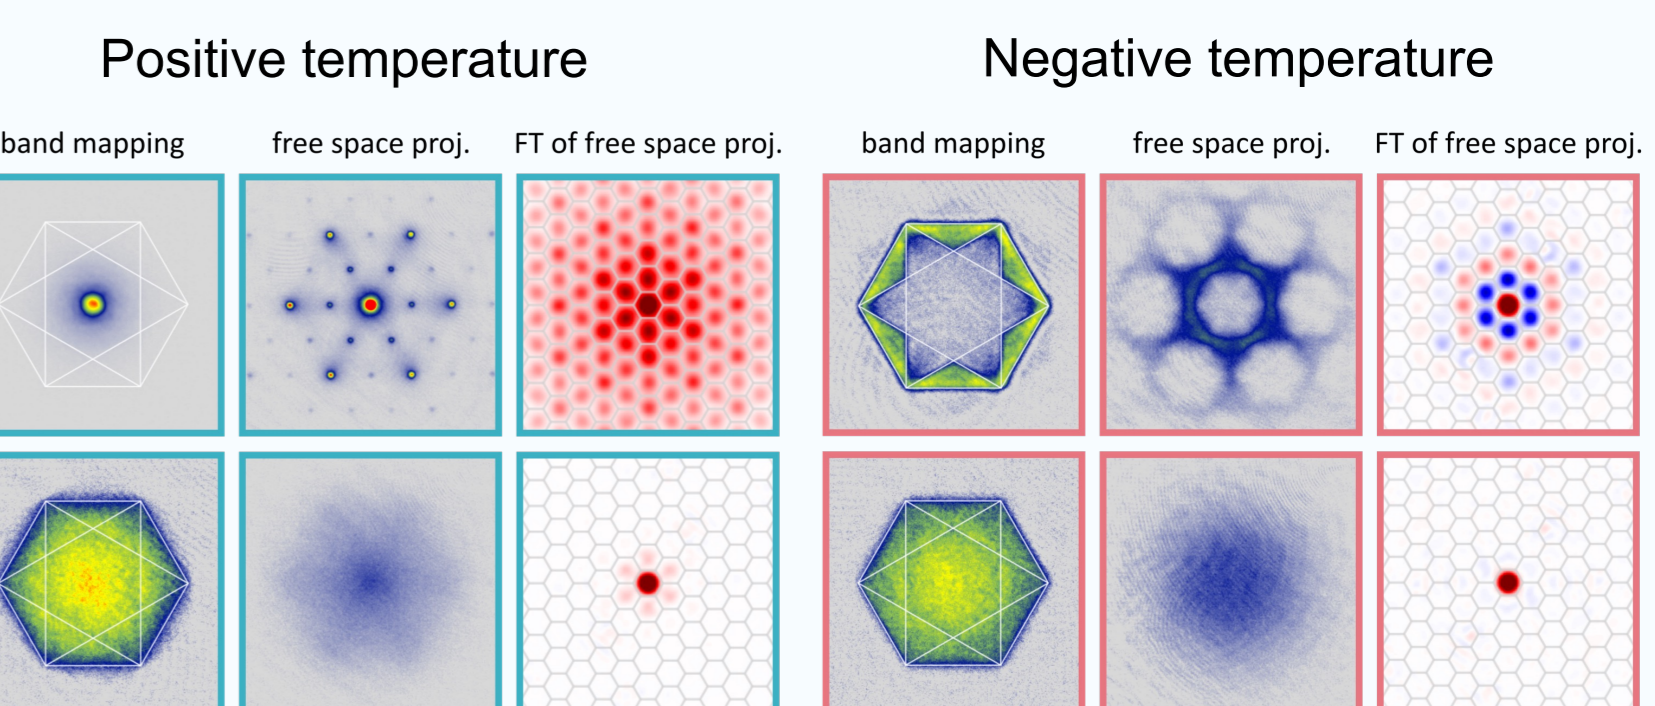 Positive temperature
Negative temperature
band mapping
free space proj.
FT of free space proj.
band mapping
free space proj.
FT of free space proj.